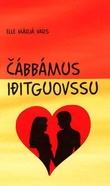 ELLE MÁRJÁ VARS
ČÁBBÁMUS
IĐITGUOVSSU